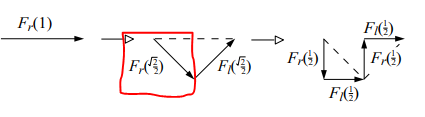 F_r(1)
F_r(√2/2)
F_l(√2/2)
F_r(1/2)
F_l(1/2)
F_r(1/2)
F_l(1/2)